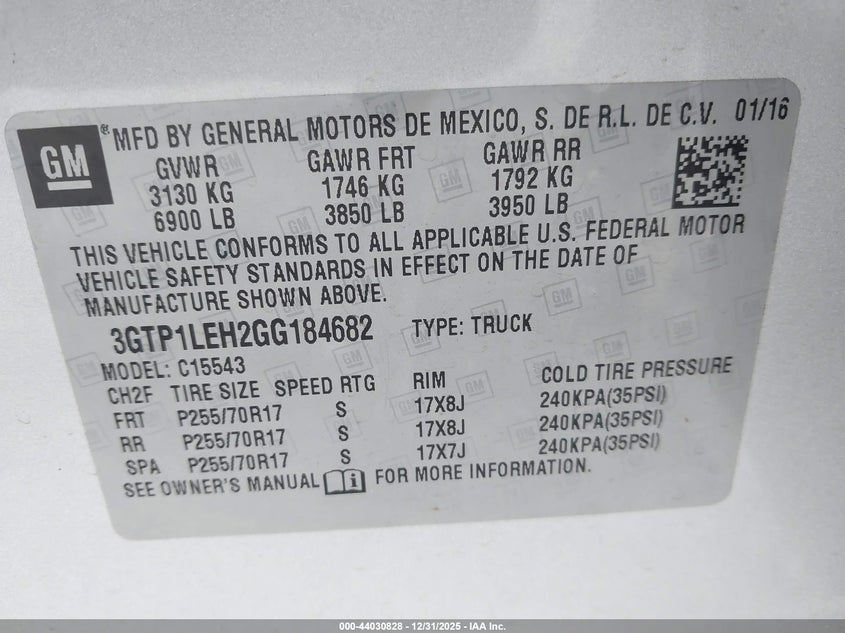 GM ® MFD BY GENERAL MOTORS DE MEXICO, S. DE R.L. DE C.V. 01/16
GVWR GAWR FRT GAWR RR
3130 KG 1746 KG 1792 KG
6900 LB 3850 LB 3950 LB
THIS VEHICLE CONFORMS TO ALL APPLICABLE U.S. FEDERAL MOTOR
VEHICLE SAFETY STANDARDS IN EFFECT ON THE DATE OF
MANUFACTURE SHOWN ABOVE.
3GTP1LEH2GG184682 TYPE: TRUCK
MODEL: C15543
CH2F TIRE SIZE SPEED RTG RIM COLD TIRE PRESSURE
FRT P255/70R17 S 17X8J 240KPA(35PSI)
RR P255/70R17 S 17X8J 240KPA(35PSI)
SPA P255/70R17 S 17X7J 240KPA(35PSI)
SEE OWNER'S MANUAL i FOR MORE INFORMATION.
000-44030828 - 12/31/2025 - IAA Inc.